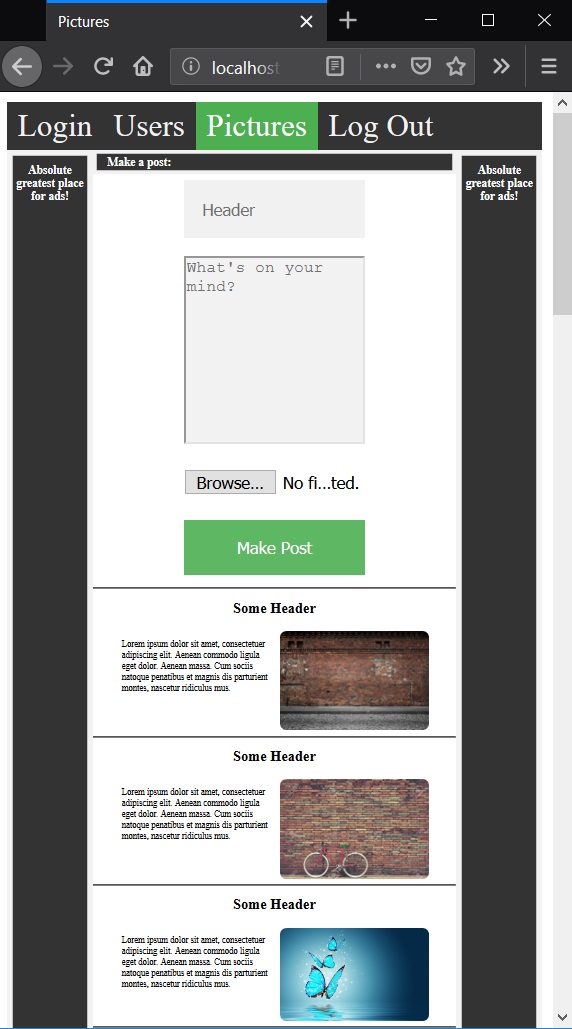 Pictures
localhost
Login Users Pictures Log Out
Absolute
greatest place
for ads!
Make a post:
Absolute
greatest place
for ads!
Header
What's on your
mind?
Browse... No fi...ted.
Make Post
Some Header
Lorem ipsum dolor sit amet, consectetuer
adipiscing elit. Aenean commodo ligula
eget dolor. Aenean massa. Cum sociis
natoque penatibus et magnis dis parturient
montes, nascetur ridiculus mus.
Some Header
Lorem ipsum dolor sit amet, consectetuer
adipiscing elit. Aenean commodo ligula
eget dolor. Aenean massa. Cum sociis
natoque penatibus et magnis dis parturient
montes, nascetur ridiculus mus.
Some Header
Lorem ipsum dolor sit amet, consectetuer
adipiscing elit. Aenean commodo ligula
eget dolor. Aenean massa. Cum sociis
natoque penatibus et magnis dis parturient
montes, nascetur ridiculus mus.